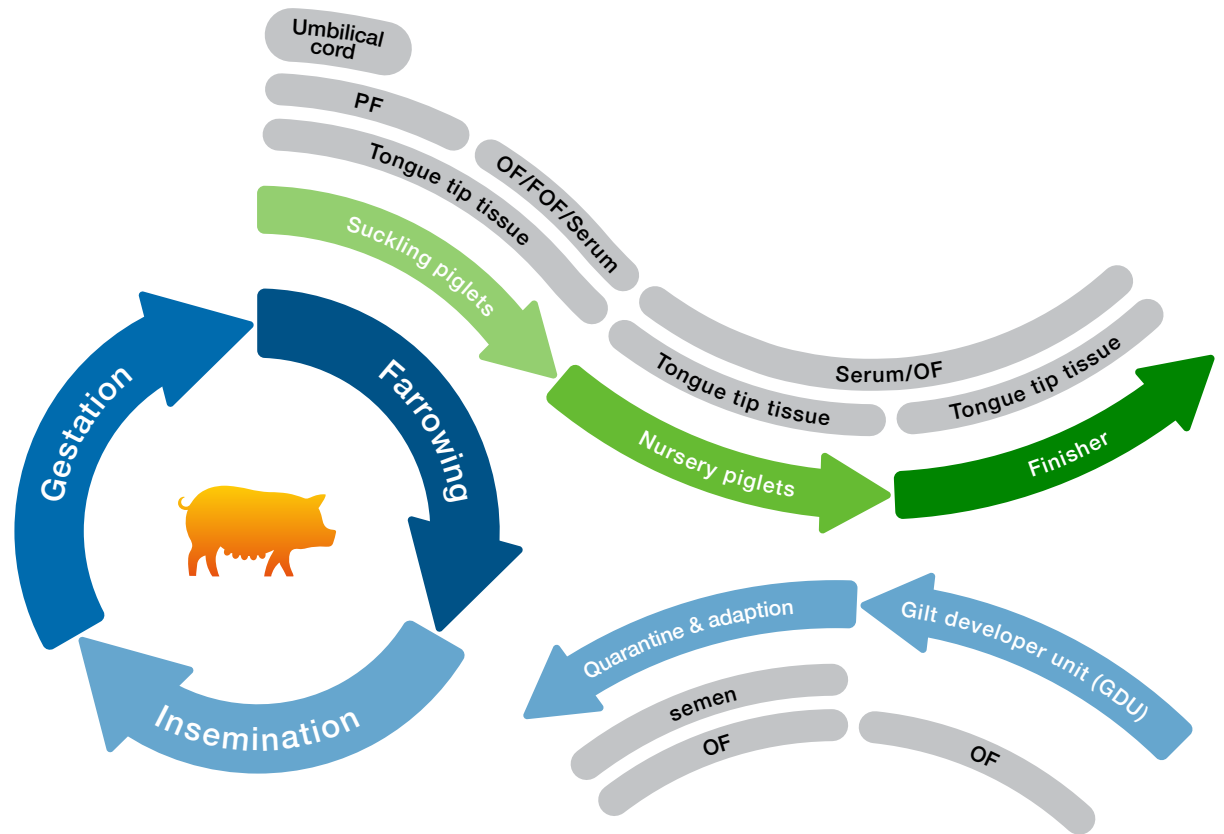 Umbilical
cord
PF
Tongue tip tissue
OF/FOF/Serum
Suckling piglets
Serum/OF
Tongue tip tissue
Tongue tip tissue
Nursery piglets
Finisher
Gestation
Farrowing
Insemination
Quarantine & adaption
Gilt developer unit (GDU)
semen
OF
OF